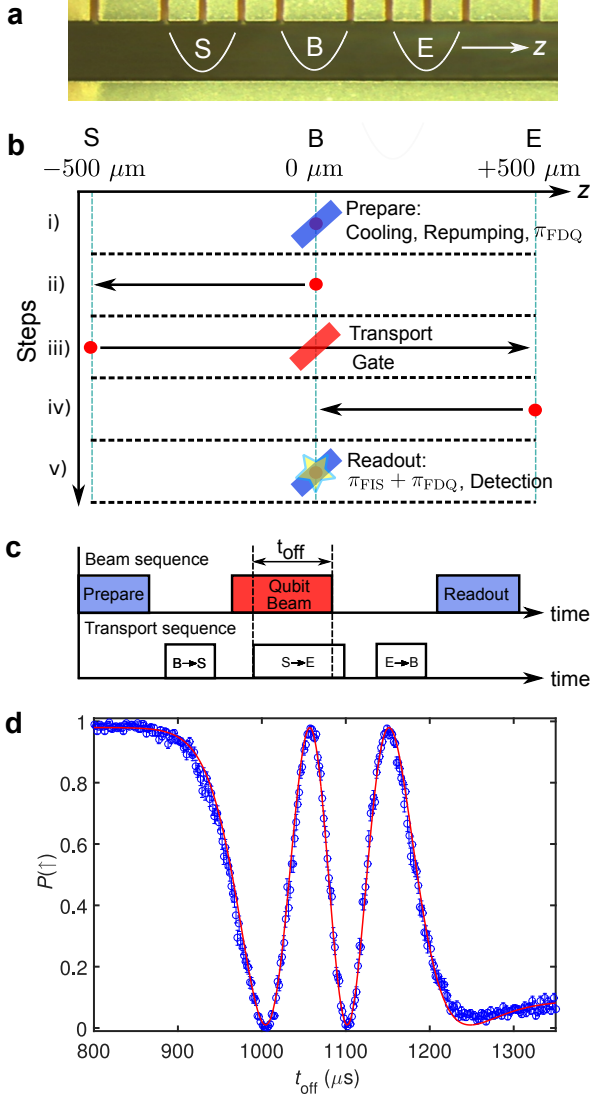 a
S B E z
b
S B E
−500 μm 0 μm +500 μm
z
Steps
i)
Prepare:
Cooling, Repumping, π_FDQ
ii)
iii)
Transport
Gate
iv)
v)
Readout:
π_FIS + π_FDQ, Detection
c
t_off
Beam sequence
Prepare
Qubit
Beam
Readout
time
Transport sequence
B→S S→E E→B
time
d
P(↑)
1
0.8
0.6
0.4
0.2
0
800 900 1000 1100 1200 1300
t_off (μs)